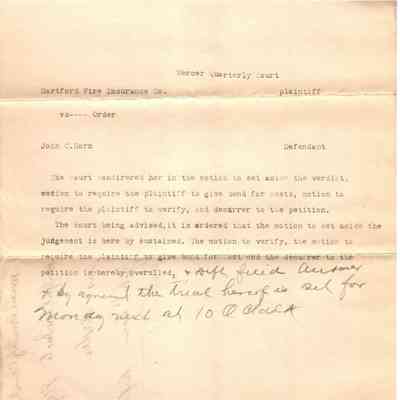 Mercer Quarterly Court
Hartford Fire Insurance Co. plaintiff
vs---- Order
John C. Horn Defendant
The court in the motion to set aside the verdict,
motion to require the plaintiff to give bond for costs, motion to
require the plaintiff to verify, and demurrer to the petition.
The court being advised, it is ordered that the motion to set aside the
judgement is here by sustained. The motion to verify, the motion to
require the plaintiff to give bond for cost and the demurrer to the
petition is hereby overulled, & Deft filed Answer
& by agremt the trial hereof is set for
Monday next at 10 O Clock